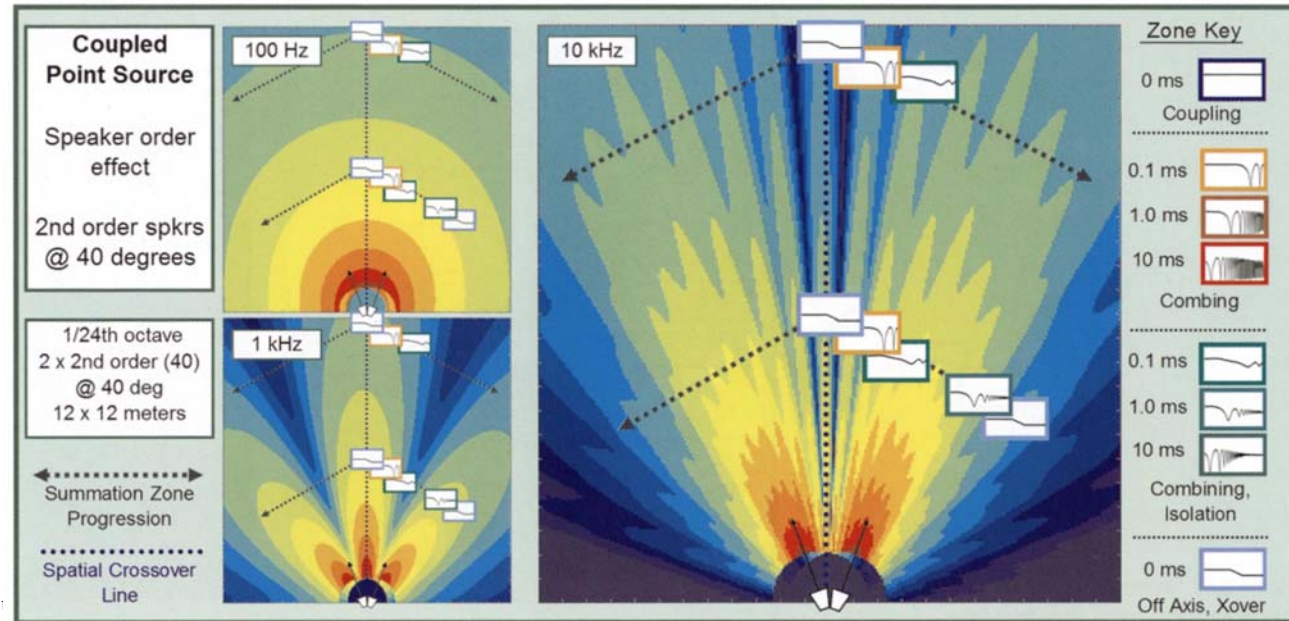 Coupled
Point Source
Speaker order
effect
2nd order spkrs
@ 40 degrees
1/24th octave
2 x 2nd order (40)
@ 40 deg
12 x 12 meters
Summation Zone
Progression
Spatial Crossover
Line
100 Hz
1 kHz
10 kHz
Zone Key
0 ms
Coupling
0.1 ms
1.0 ms
10 ms
Combing
0.1 ms
1.0 ms
10 ms
Combining,
Isolation
0 ms
Off Axis, Xover